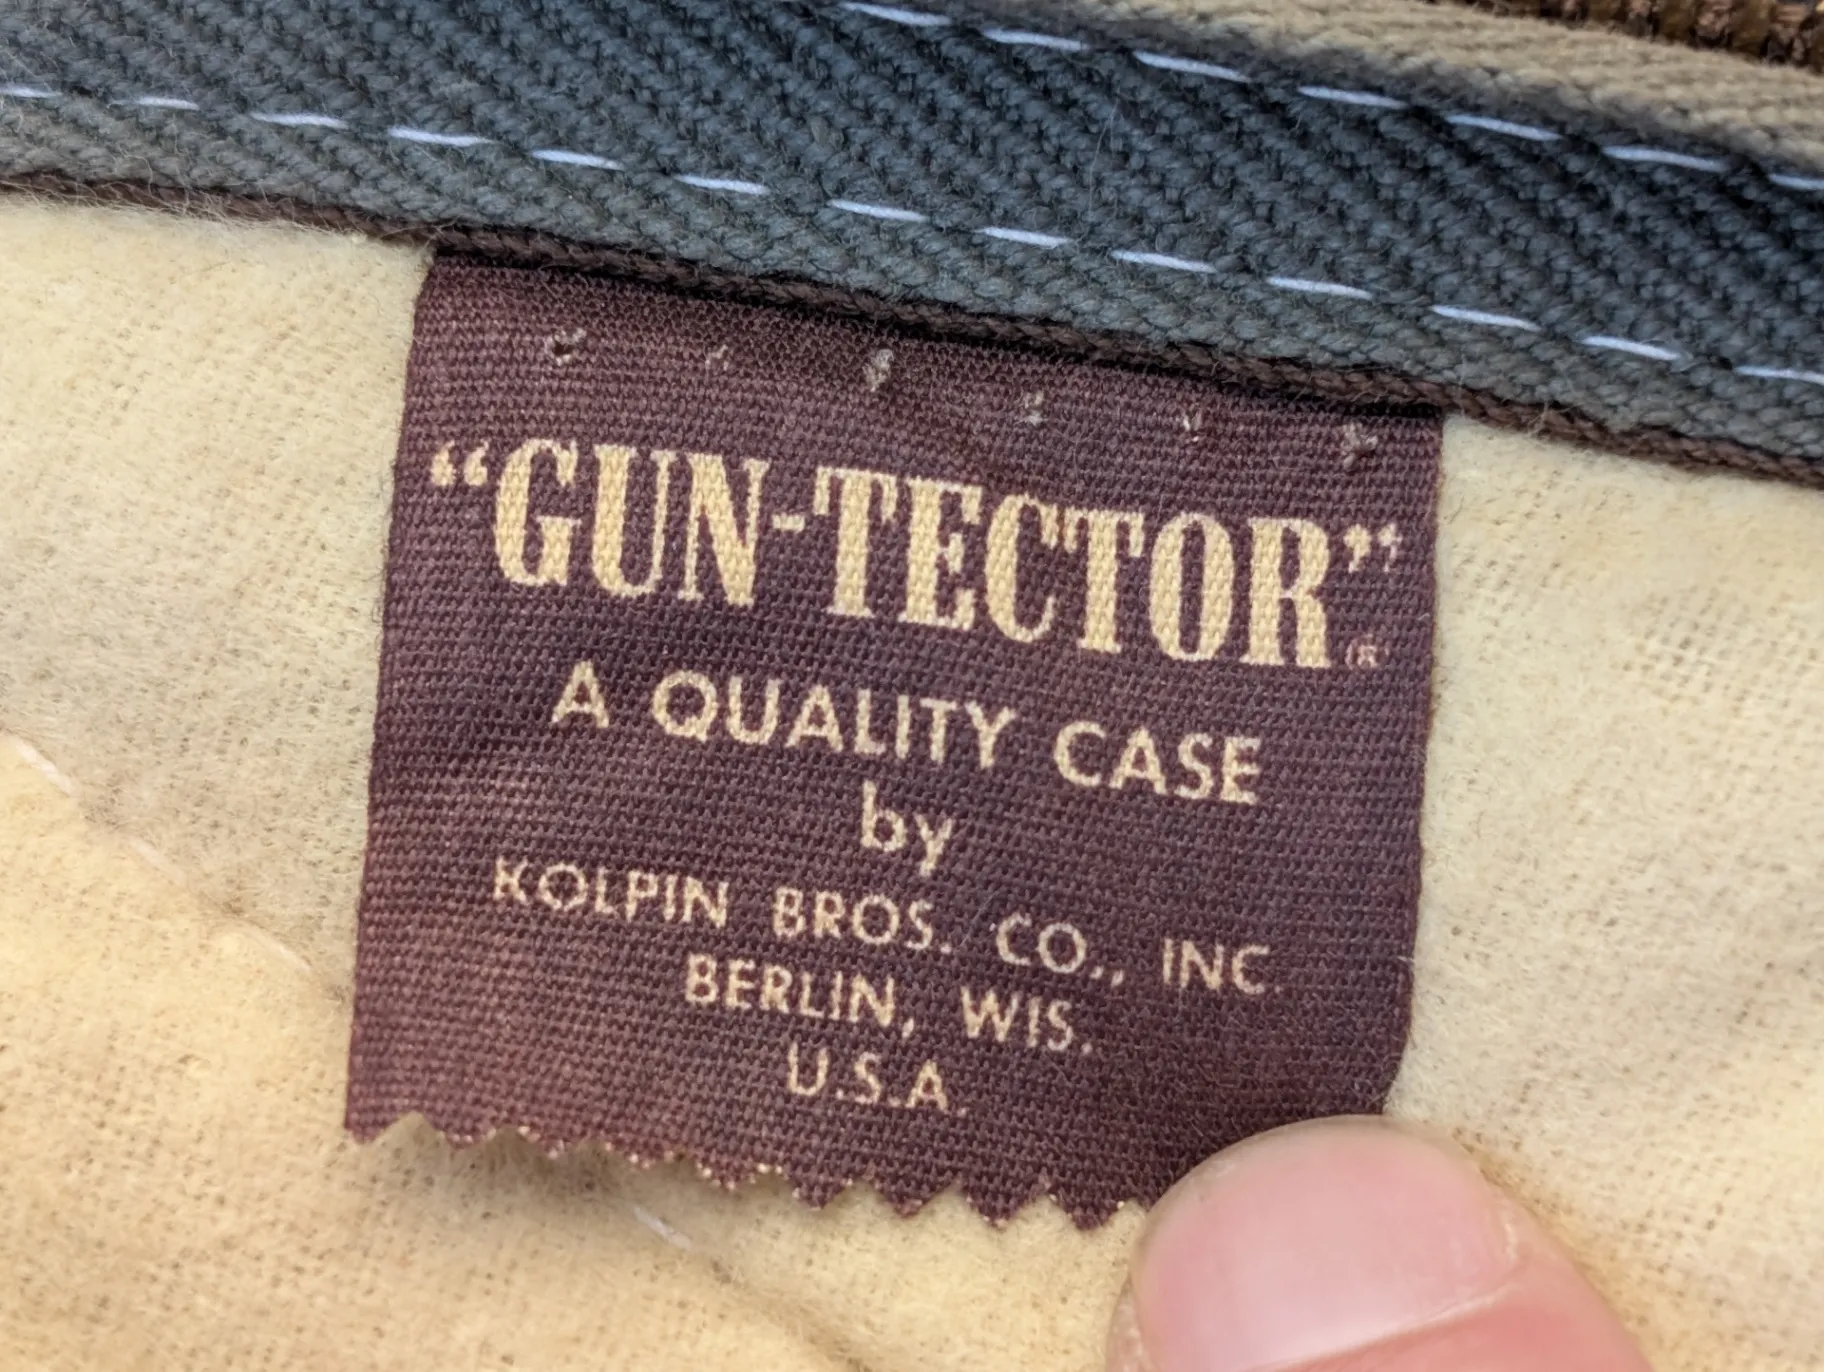 “GUN-TECTOR”®
A QUALITY CASE
by
KOLPIN BROS. CO., INC.
BERLIN, WIS.
U.S.A.